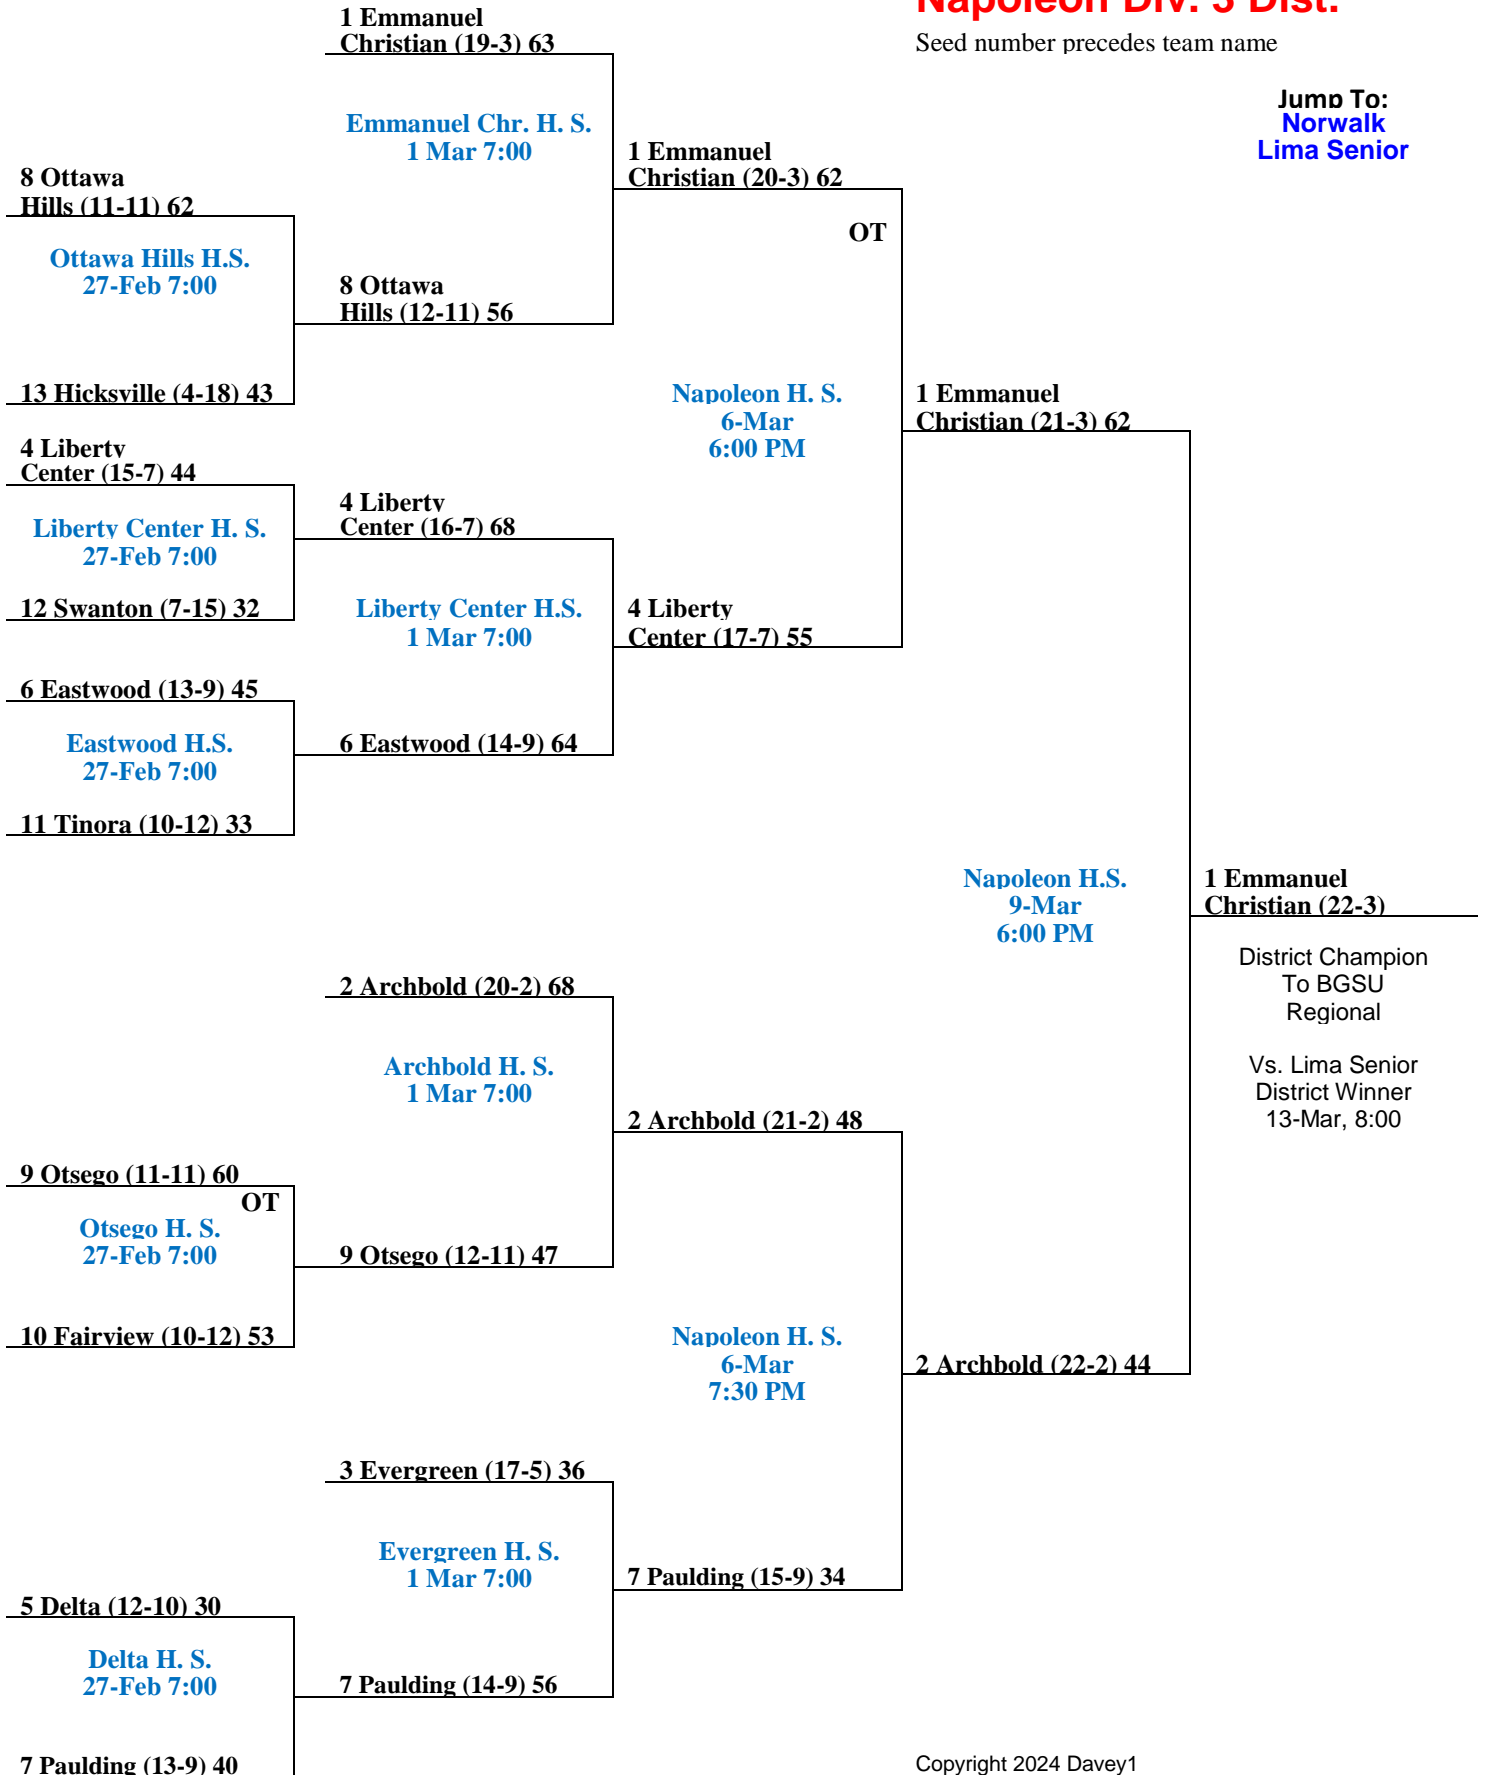 Napoleon Div. 3 Dist.
Seed number precedes team name
Jump To:
Norwalk
Lima Senior
1 Emmanuel
Christian (19-3) 63
Emmanuel Chr. H. S.
1 Mar 7:00
1 Emmanuel
Christian (20-3) 62
8 Ottawa
Hills (11-11) 62
OT
Ottawa Hills H.S.
27-Feb 7:00
8 Ottawa
Hills (12-11) 56
13 Hicksville (4-18) 43
Napoleon H. S.
6-Mar
6:00 PM
1 Emmanuel
Christian (21-3) 62
4 Liberty
Center (15-7) 44
4 Liberty
Center (16-7) 68
Liberty Center H. S.
27-Feb 7:00
12 Swanton (7-15) 32
Liberty Center H.S.
1 Mar 7:00
4 Liberty
Center (17-7) 55
6 Eastwood (13-9) 45
Eastwood H.S.
27-Feb 7:00
6 Eastwood (14-9) 64
11 Tinora (10-12) 33
Napoleon H.S.
9-Mar
6:00 PM
1 Emmanuel
Christian (22-3)
District Champion
To BGSU
Regional
Vs. Lima Senior
District Winner
13-Mar, 8:00
2 Archbold (20-2) 68
Archbold H. S.
1 Mar 7:00
2 Archbold (21-2) 48
9 Otsego (11-11) 60
OT
Otsego H. S.
27-Feb 7:00
9 Otsego (12-11) 47
10 Fairview (10-12) 53
Napoleon H. S.
6-Mar
7:30 PM
2 Archbold (22-2) 44
3 Evergreen (17-5) 36
Evergreen H. S.
1 Mar 7:00
7 Paulding (15-9) 34
5 Delta (12-10) 30
Delta H. S.
27-Feb 7:00
7 Paulding (14-9) 56
7 Paulding (13-9) 40
Copyright 2024 Davey1